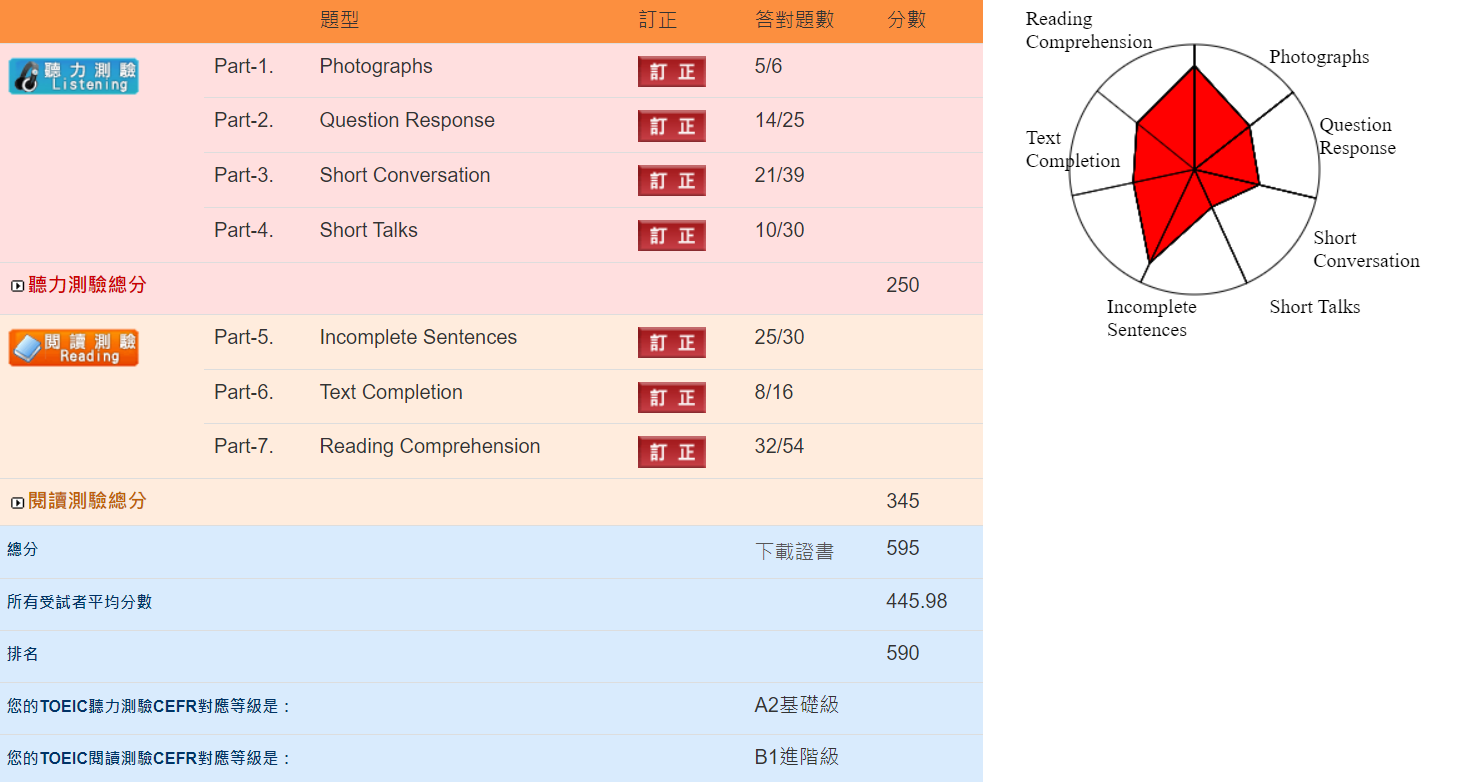 題型 訂正 答對題數 分數
聽力測驗
Listening
Part-1. Photographs 訂 正 5/6
Part-2. Question Response 訂 正 14/25
Part-3. Short Conversation 訂 正 21/39
Part-4. Short Talks 訂 正 10/30
聽力測驗總分 250
閱讀測驗
Reading
Part-5. Incomplete Sentences 訂 正 25/30
Part-6. Text Completion 訂 正 8/16
Part-7. Reading Comprehension 訂 正 32/54
閱讀測驗總分 345
總分 下載證書 595
所有受試者平均分數 445.98
排名 590
您的TOEIC聽力測驗CEFR對應等級是： A2基礎級
您的TOEIC閱讀測驗CEFR對應等級是： B1進階級
Reading
Comprehension
Photographs
Question
Response
Text
Completion
Short
Conversation
Incomplete
Sentences
Short Talks